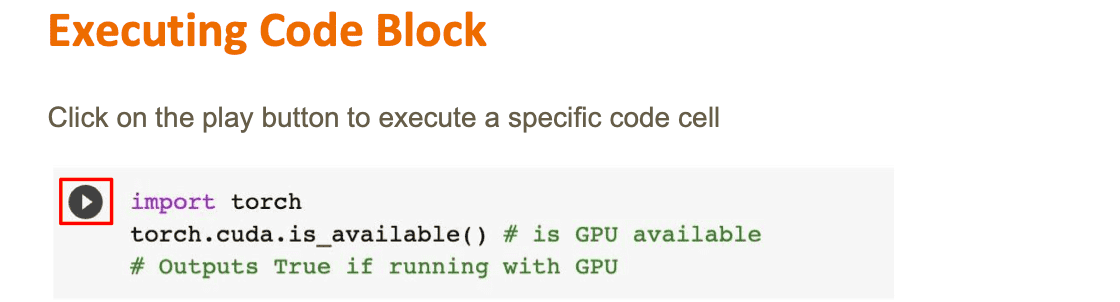 Executing Code Block
Click on the play button to execute a specific code cell
import torch
torch.cuda.is_available() # is GPU available
# Outputs True if running with GPU